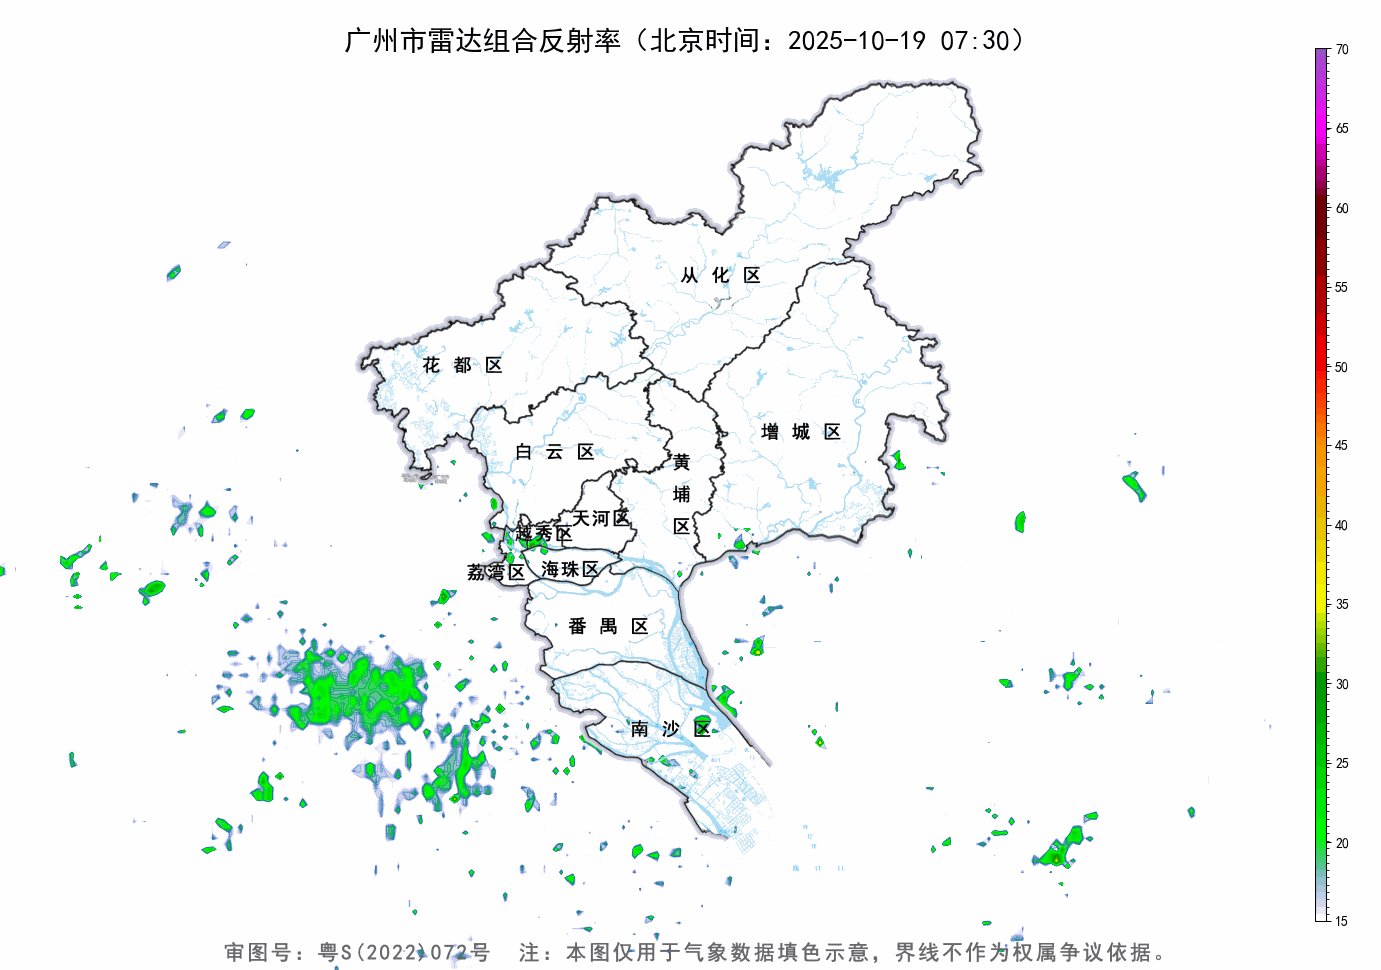 广州市雷达组合反射率（北京时间：2025-10-19 07:30）
70
65
60
55
50
45
40
35
30
25
20
15
从化区
花都区
增城区
白云区
黄埔区
天河区
越秀区
海珠区
荔湾区
番禺区
南沙区
审图号：粤S(2022)072号 注：本图仅用于气象数据填色示意，界线不作为权属争议依据。